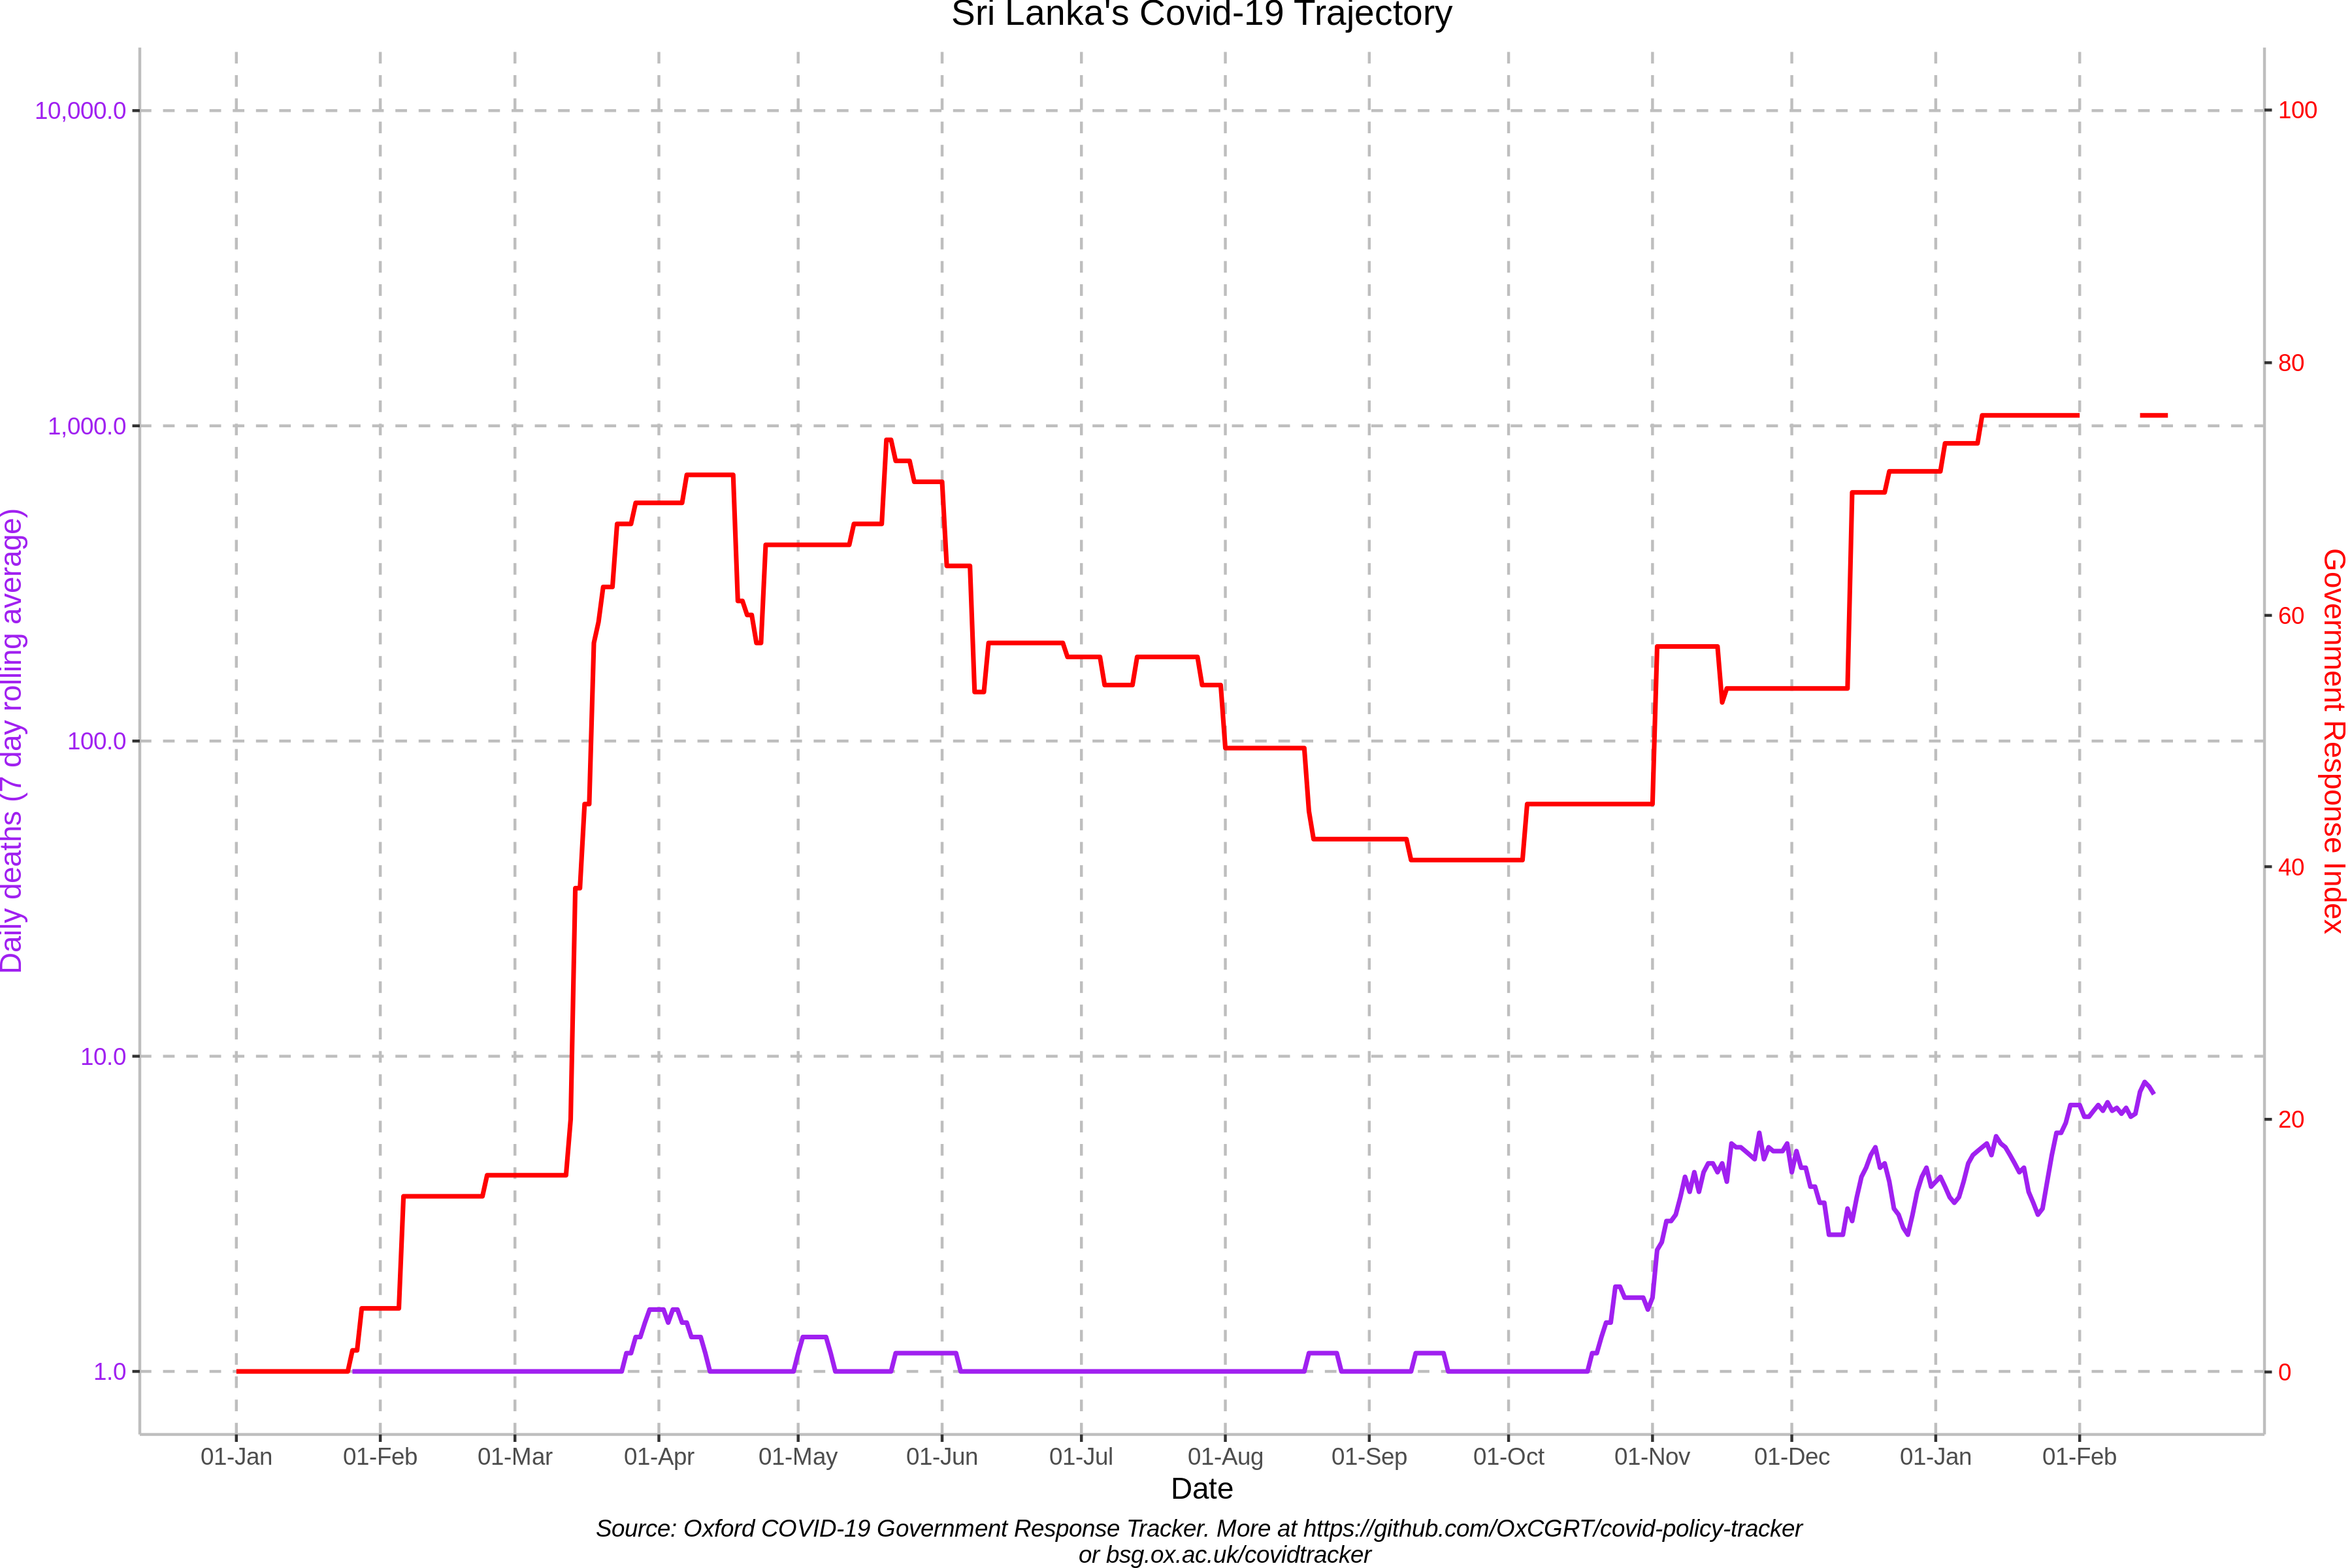 Sri Lanka's Covid-19 Trajectory
10,000.0
1,000.0
100.0
10.0
1.0
Daily deaths (7 day rolling average)
100
80
60
40
20
0
Government Response Index
01-Jan 01-Feb 01-Mar 01-Apr 01-May 01-Jun 01-Jul 01-Aug 01-Sep 01-Oct 01-Nov 01-Dec 01-Jan 01-Feb
Date
Source: Oxford COVID-19 Government Response Tracker. More at https://github.com/OxCGRT/covid-policy-tracker
or bsg.ox.ac.uk/covidtracker